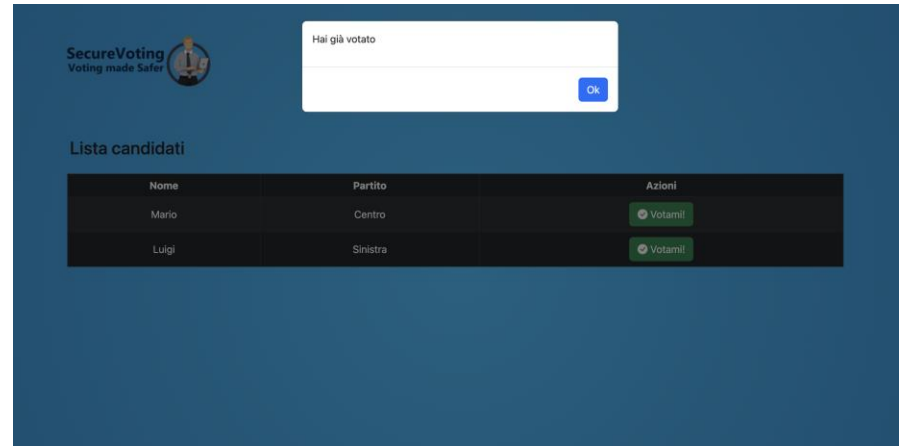 Hai già votato
Ok
SecureVoting
Voting made Safer
Lista candidati
Nome Partito Azioni
Mario Centro Votami!
Luigi Sinistra Votami!